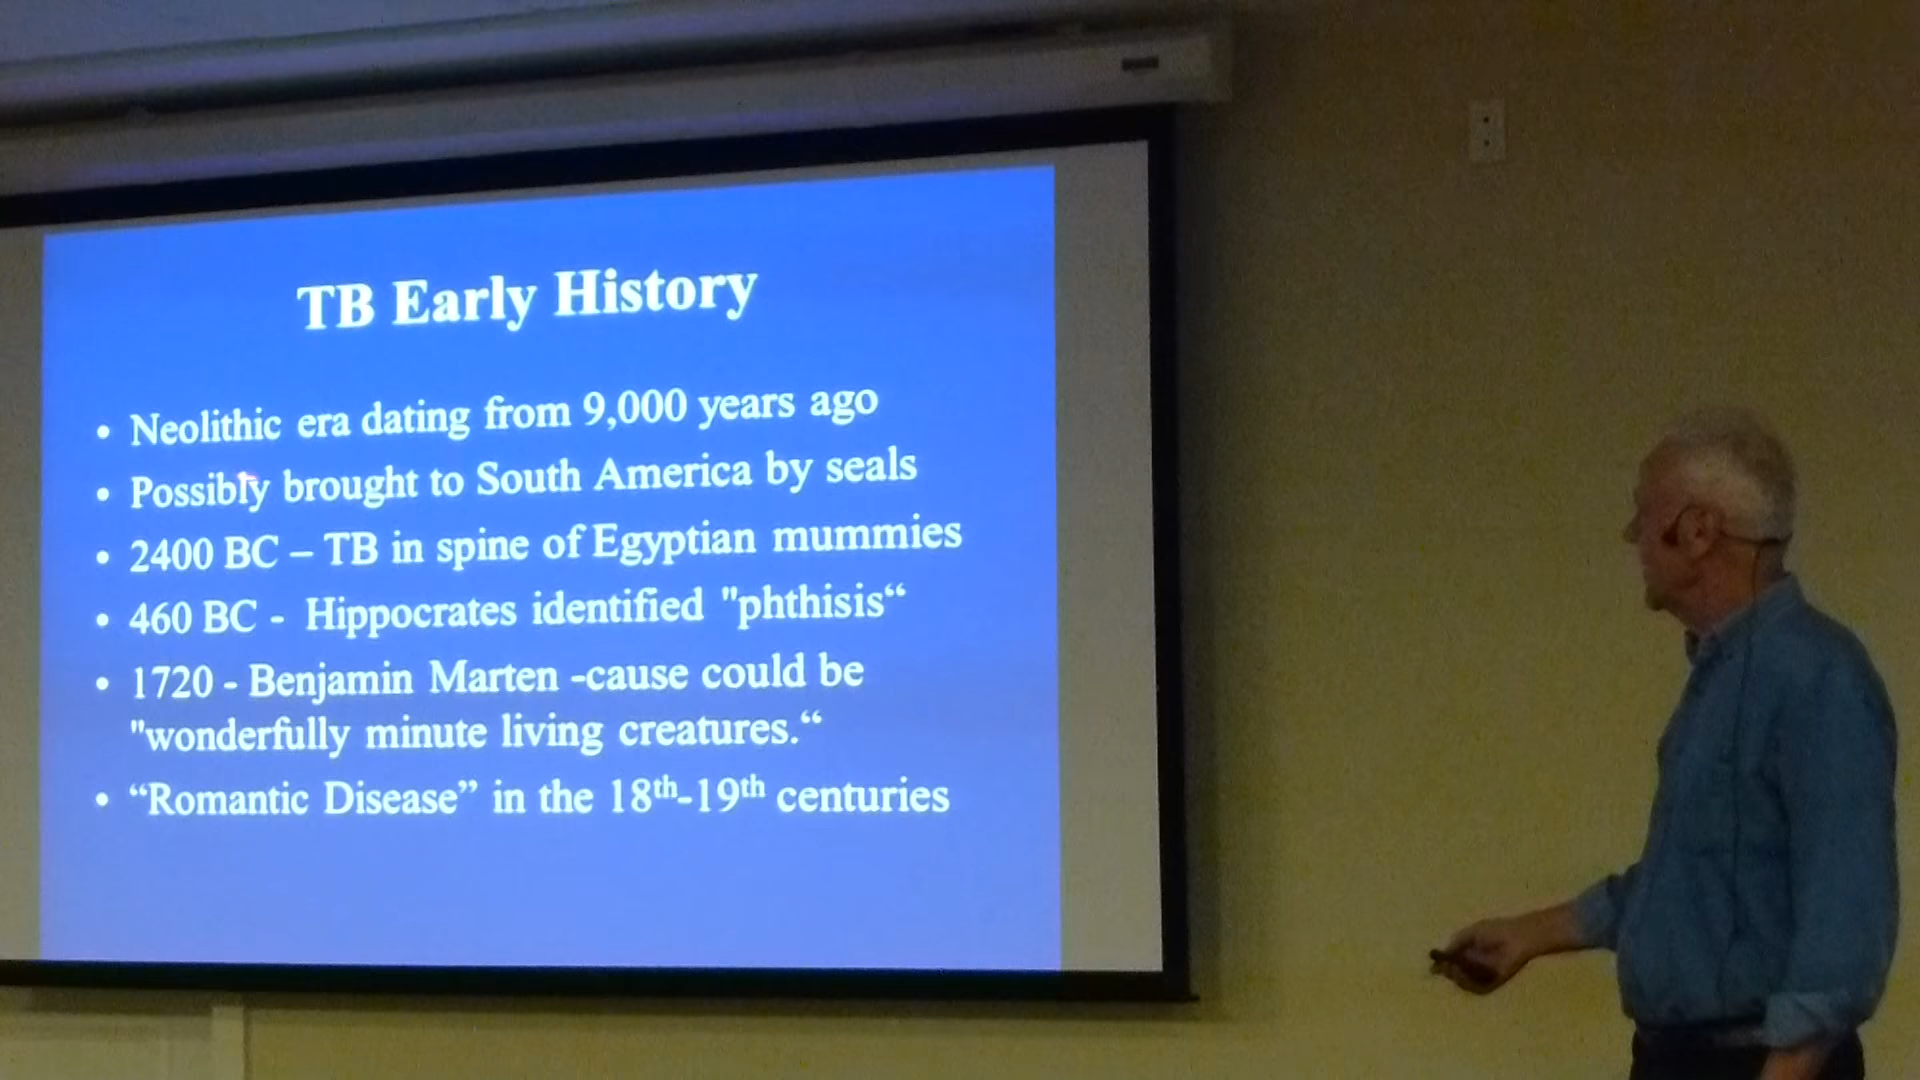 TB Early History
• Neolithic era dating from 9,000 years ago
• Possibly brought to South America by seals
• 2400 BC – TB in spine of Egyptian mummies
• 460 BC - Hippocrates identified "phthisis“
• 1720 - Benjamin Marten -cause could be
"wonderfully minute living creatures.“
• “Romantic Disease” in the 18th-19th centuries